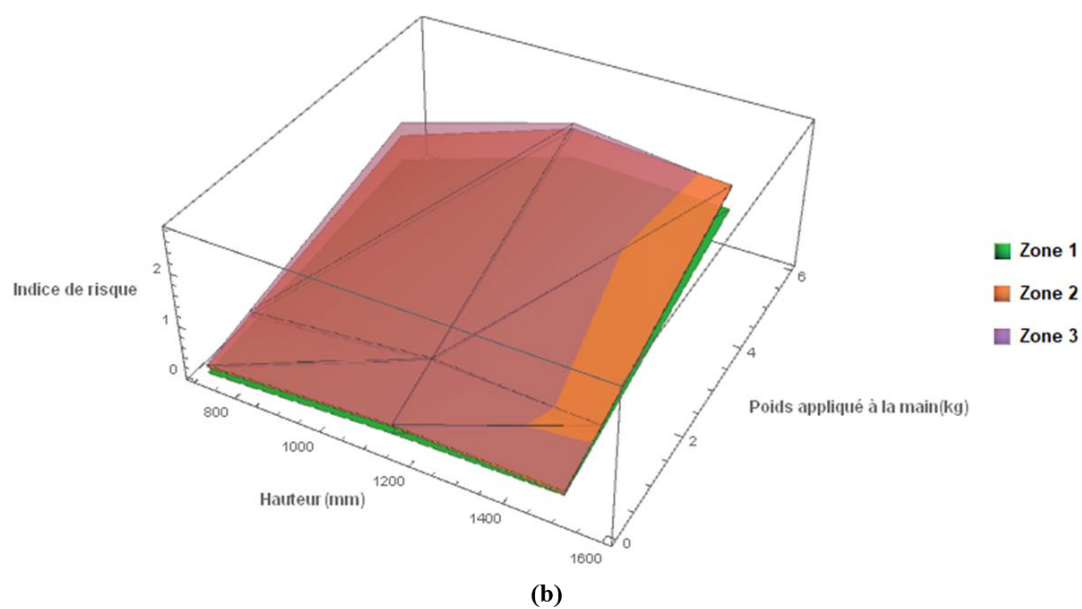 2
Indice de risque
1
0
800
1000
1200
1400
1600
Hauteur (mm)
0
2
4
6
Poids appliqué à la main(kg)
Zone 1
Zone 2
Zone 3
(b)